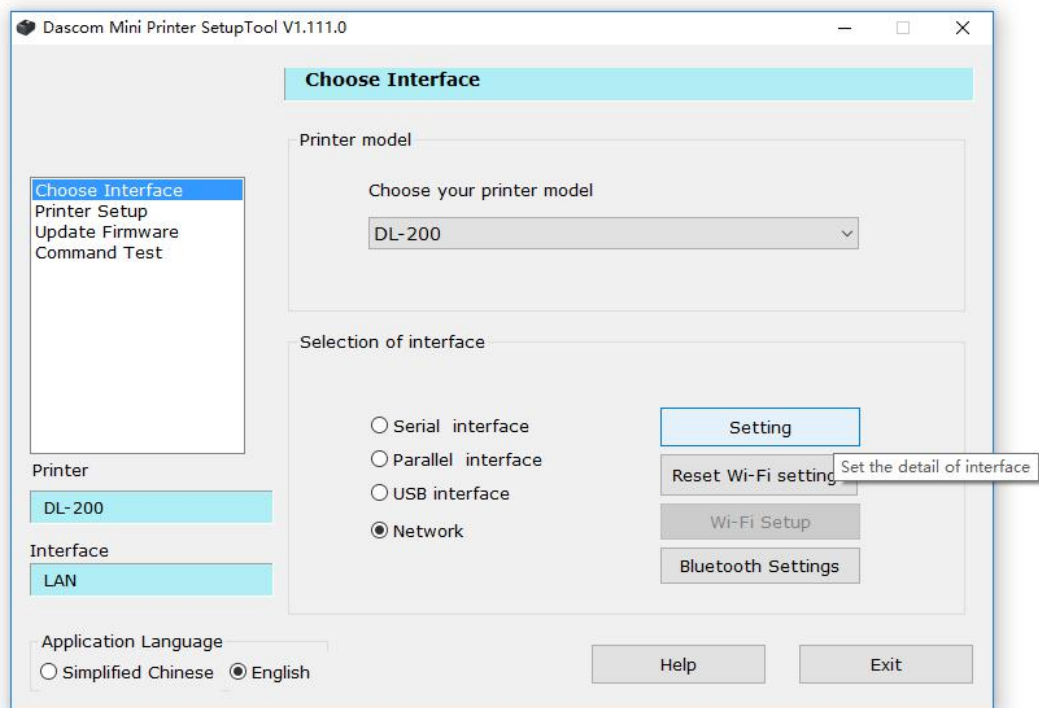 Dascom Mini Printer SetupTool V1.111.0
Choose Interface
Printer model
Choose your printer model
DL-200
Choose Interface
Printer Setup
Update Firmware
Command Test
Selection of interface
Serial interface
Parallel interface
USB interface
Network
Setting
Reset Wi-Fi setting
Set the detail of interface
Wi-Fi Setup
Bluetooth Settings
Printer
DL-200
Interface
LAN
Application Language
Simplified Chinese
English
Help
Exit